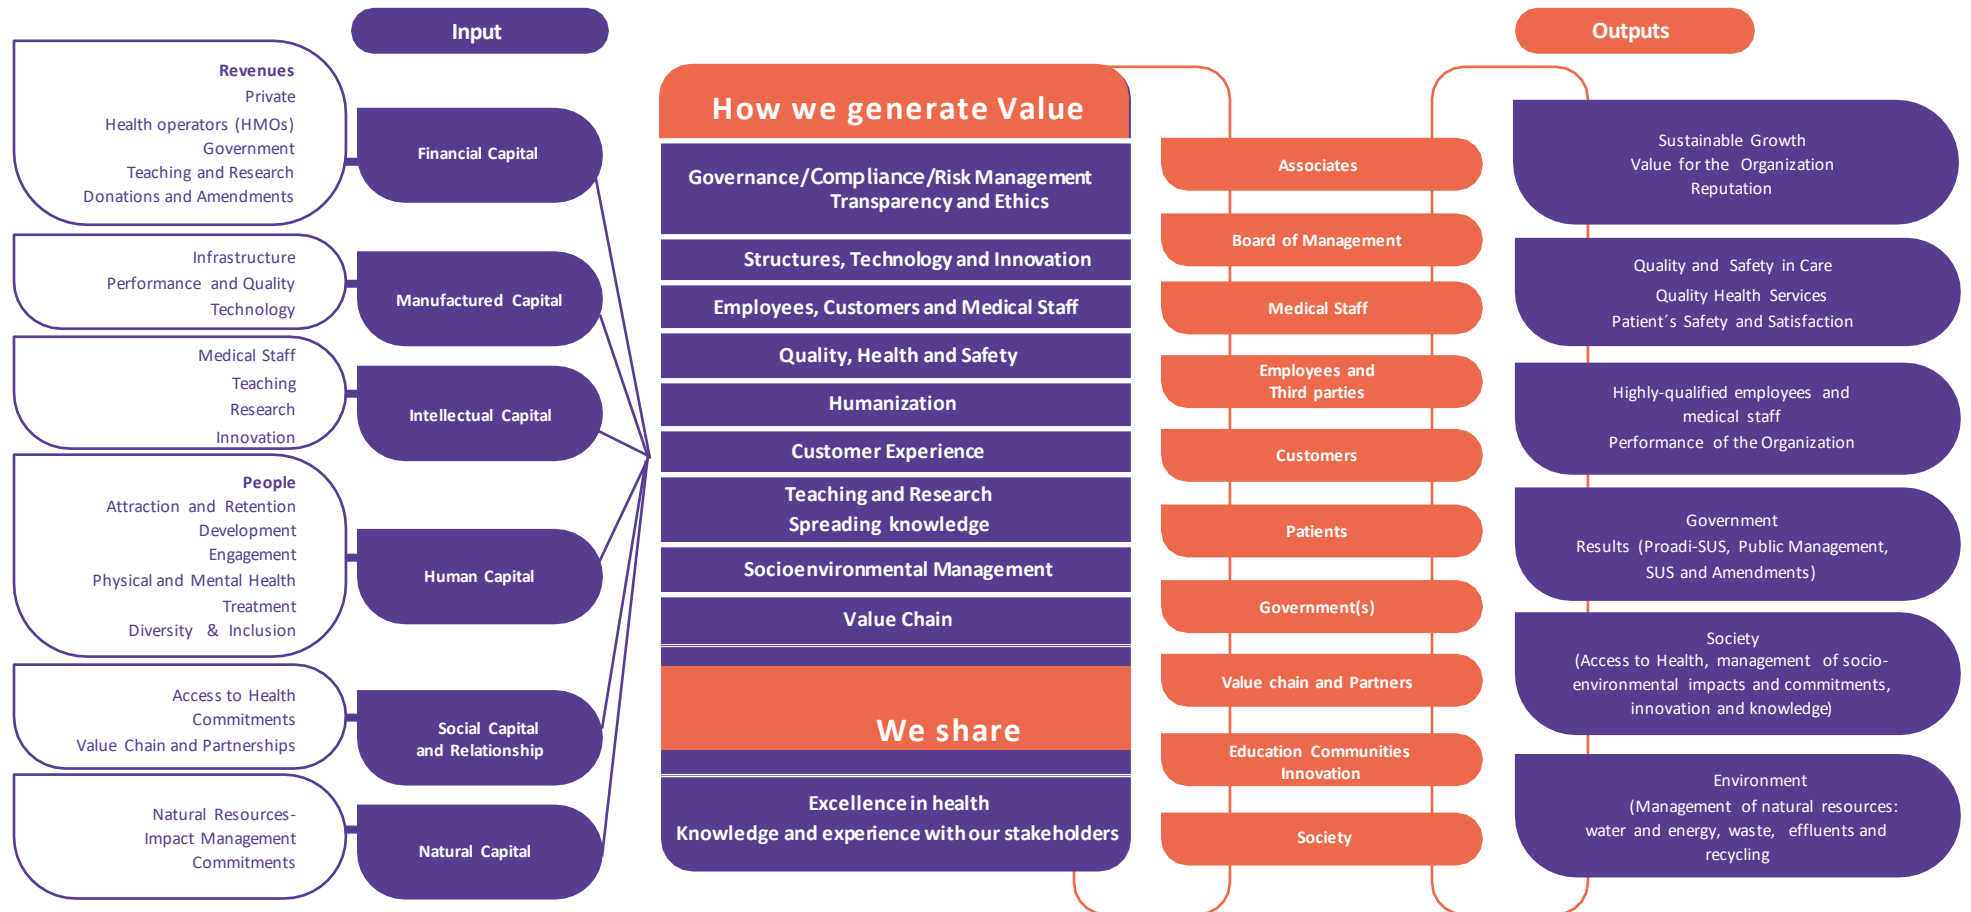 Input
Revenues
Private
Health operators (HMOs)
Government
Teaching and Research
Donations and Amendments
Financial Capital
Infrastructure
Performance and Quality
Technology
Manufactured Capital
Medical Staff
Teaching
Research
Innovation
Intellectual Capital
People
Attraction and Retention
Development
Engagement
Physical and Mental Health
Treatment
Diversity & Inclusion
Human Capital
Access to Health
Commitments
Value Chain and Partnerships
Social Capital
and Relationship
Natural Resources-
Impact Management
Commitments
Natural Capital
How we generate Value
Governance/Compliance/Risk Management
Transparency and Ethics
Structures, Technology and Innovation
Employees, Customers and Medical Staff
Quality, Health and Safety
Humanization
Customer Experience
Teaching and Research
Spreading knowledge
Socioenvironmental Management
Value Chain
We share
Excellence in health
Knowledge and experience with our stakeholders
Associates
Board of Management
Medical Staff
Employees and
Third parties
Customers
Patients
Government(s)
Value chain and Partners
Education Communities
Innovation
Society
Outputs
Sustainable Growth
Value for the Organization
Reputation
Quality and Safety in Care
Quality Health Services
Patient´s Safety and Satisfaction
Highly-qualified employees and
medical staff
Performance of the Organization
Government
Results (Proadi-SUS, Public Management,
SUS and Amendments)
Society
(Access to Health, management of socio-
environmental impacts and commitments,
innovation and knowledge)
Environment
(Management of natural resources:
water and energy, waste, effluents and
recycling